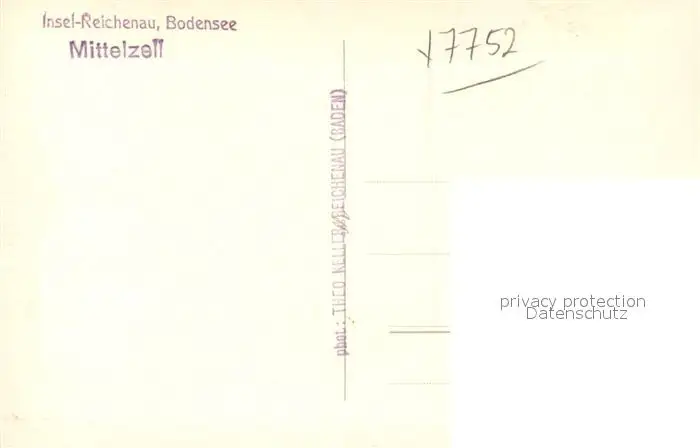 Insel-Reichenau, Bodensee
Mittelzell
17752
phot.: THEO KELLER, REICHENAU (BADEN)
privacy protection
Datenschutz